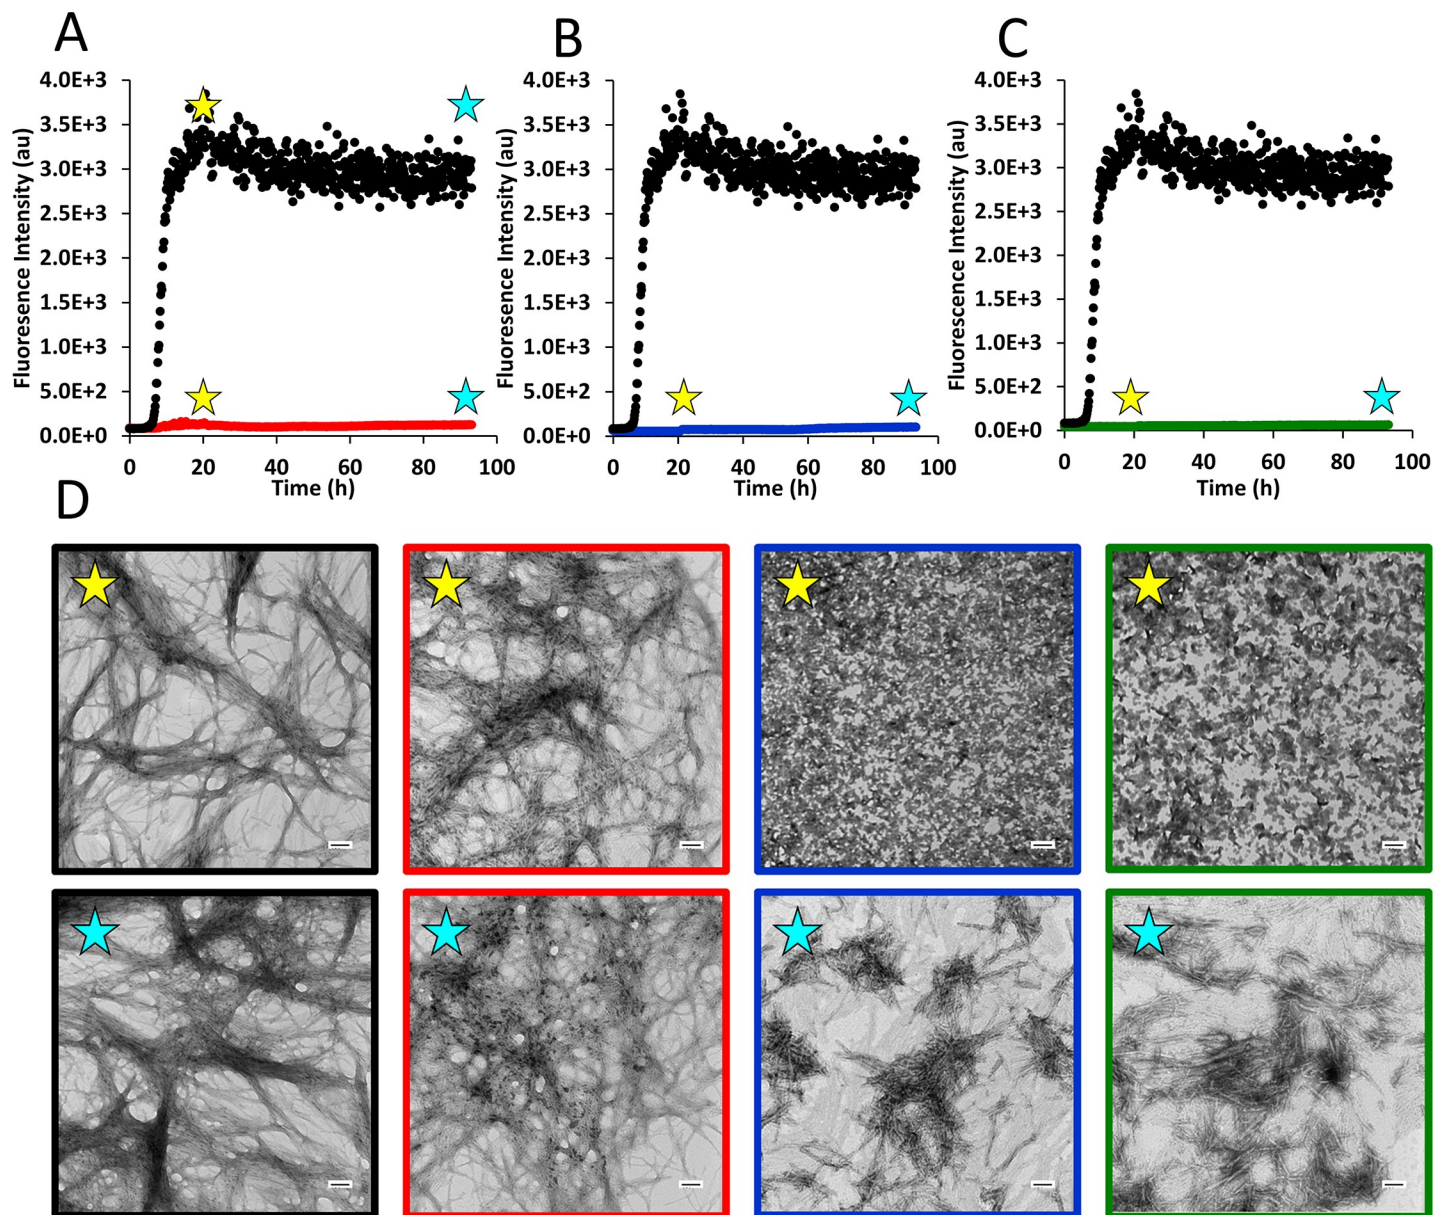 A
Fluoresence Intensity (au)
4.0E+3
3.5E+3
3.0E+3
2.5E+3
2.0E+3
1.5E+3
1.0E+3
5.0E+2
0.0E+0
0 20 40 60 80 100
Time (h)
B
Fluoresence Intensity (au)
4.0E+3
3.5E+3
3.0E+3
2.5E+3
2.0E+3
1.5E+3
1.0E+3
5.0E+2
0.0E+0
0 20 40 60 80 100
Time (h)
C
Fluorescence Intensity (au)
4.0E+3
3.5E+3
3.0E+3
2.5E+3
2.0E+3
1.5E+3
1.0E+3
5.0E+2
0.0E+0
0 20 40 60 80 100
Time (h)
D